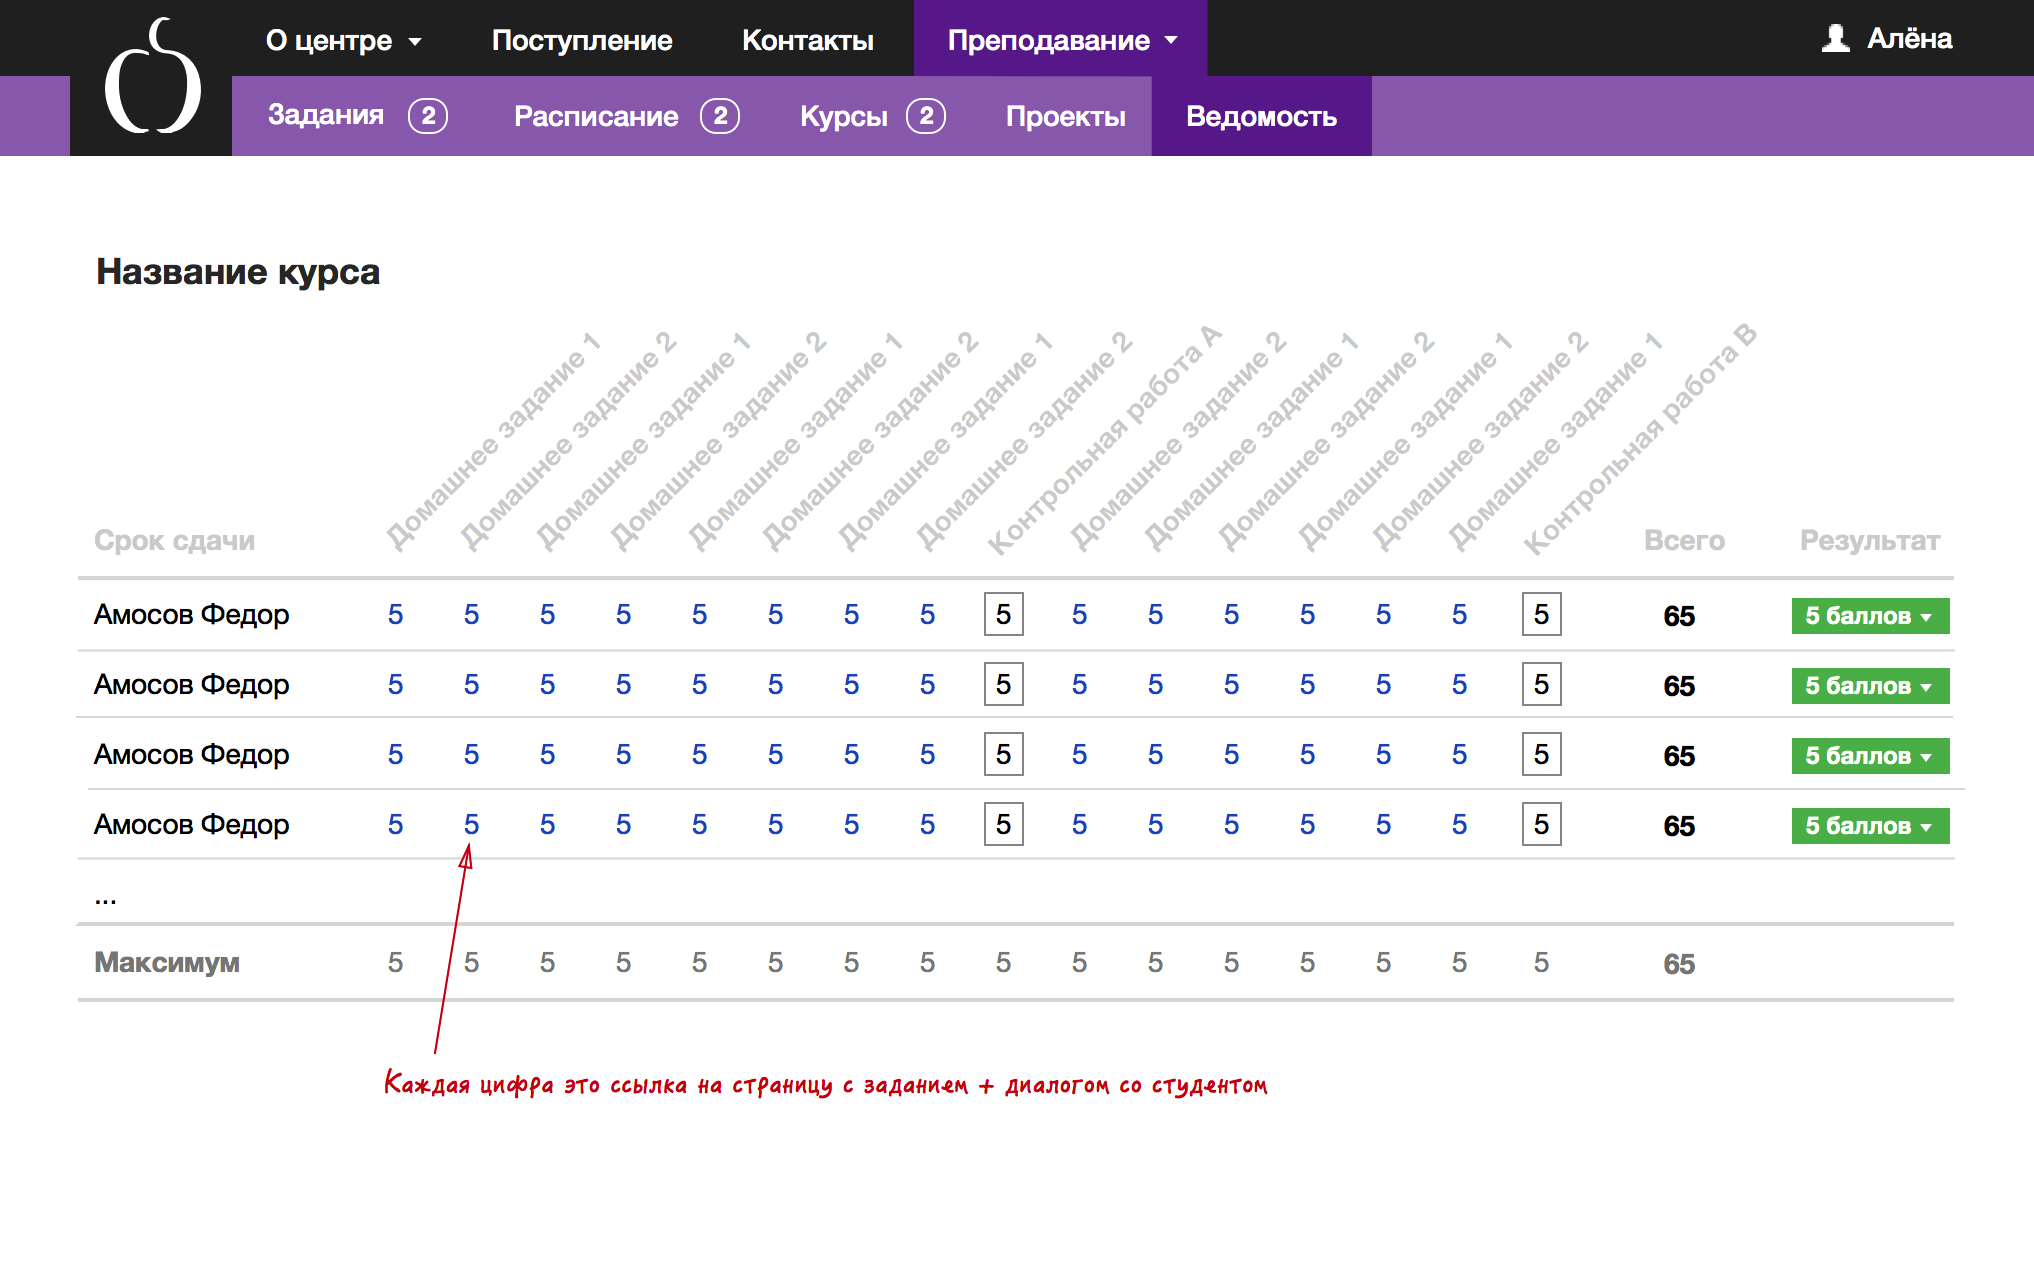 О центре Поступление Контакты Преподавание Алёна
Задания 2 Расписание 2 Курсы 2 Проекты Ведомость
Название курса
Срок сдачи Домашнее задание 1 Домашнее задание 2 Домашнее задание 1 Домашнее задание 2 Домашнее задание 1 Домашнее задание 2 Домашнее задание 1 Домашнее задание 2 Контрольная работа А Домашнее задание 2 Домашнее задание 1 Домашнее задание 2 Домашнее задание 1 Домашнее задание 2 Домашнее задание 1 Контрольная работа В Всего Результат
Амосов Федор 5 5 5 5 5 5 5 5 5 5 5 5 5 5 5 5 65 5 баллов
Амосов Федор 5 5 5 5 5 5 5 5 5 5 5 5 5 5 5 5 65 5 баллов
Амосов Федор 5 5 5 5 5 5 5 5 5 5 5 5 5 5 5 5 65 5 баллов
Амосов Федор 5 5 5 5 5 5 5 5 5 5 5 5 5 5 5 5 65 5 баллов
...
Максимум 5 5 5 5 5 5 5 5 5 5 5 5 5 5 5 5 65
Каждая цифра это ссылка на страницу с заданием + диалогом со студентом